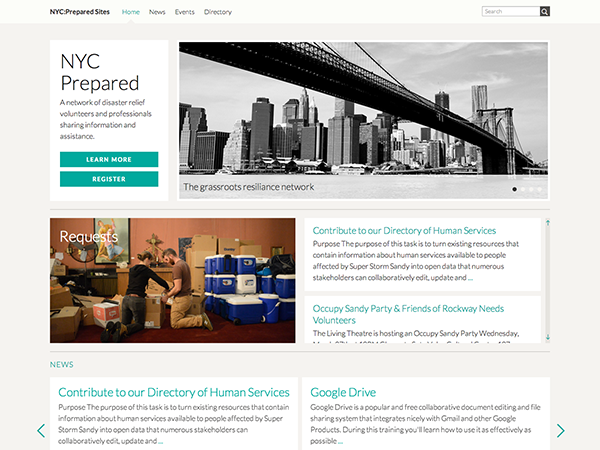 NYC:Prepared Sites Home News Events Directory Search
NYC
Prepared
A network of disaster relief
volunteers and professionals
sharing information and
assistance.
LEARN MORE
REGISTER
The grassroots resiliance network
Requests
Contribute to our Directory of Human Services
Purpose The purpose of this task is to turn existing resources that
contain information about human services available to people
affected by Super Storm Sandy into open data that numerous
stakeholders can collaboratively edit, update and ...
Occupy Sandy Party & Friends of Rockway Needs
Volunteers
The Living Theatre is hosting an Occupy Sandy Party Wednesday,
NEWS
Contribute to our Directory of Human Services
Purpose The purpose of this task is to turn existing resources that contain
information about human services available to people affected by Super
Storm Sandy into open data that numerous stakeholders can
collaboratively edit, update and ...
Google Drive
Google Drive is a popular and free collaborative document editing and file
sharing system that integrates nicely with Gmail and other Google
Products. During this training you'll learn how to use it as effectively as
possible ...